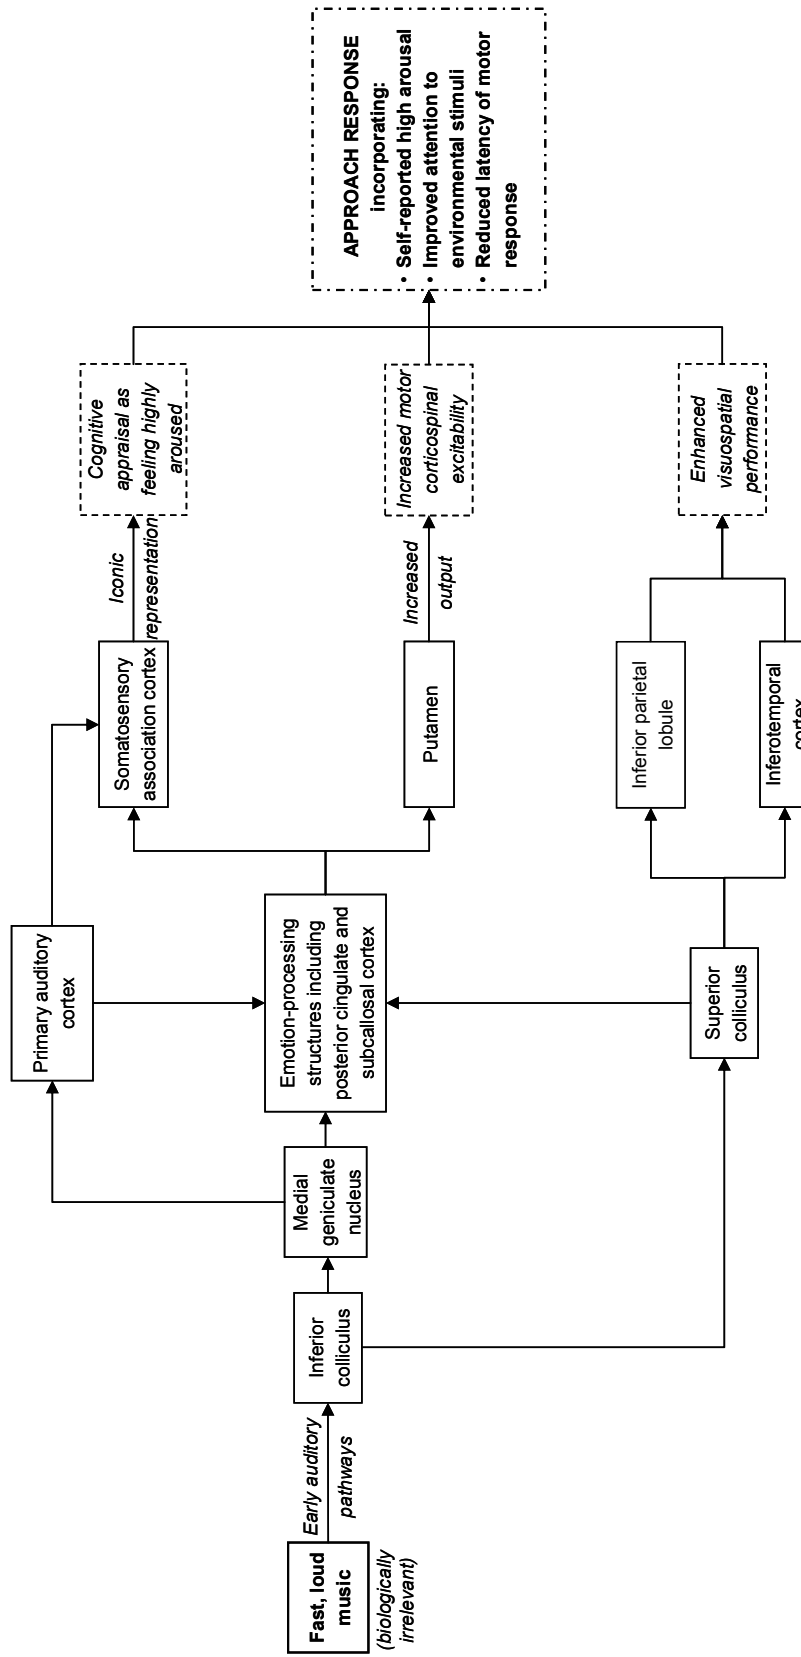 Fast, loud
music
(biologically
irrelevant)
Early auditory
pathways
Inferior
colliculus
Medial
geniculate
nucleus
Primary auditory
cortex
Emotion-processing
structures including
posterior cingulate and
subcallosal cortex
Superior
colliculus
Somatosensory
association cortex
Putamen
Inferior parietal
lobule
Inferotemporal
cortex
Iconic
representation
Increased
output
Cognitive
appraisal as
feeling highly
aroused
Increased motor
corticospinal
excitability
Enhanced
visuospatial
performance
APPROACH RESPONSE
incorporating:
• Self-reported high arousal
• Improved attention to
environmental stimuli
• Reduced latency of motor
response